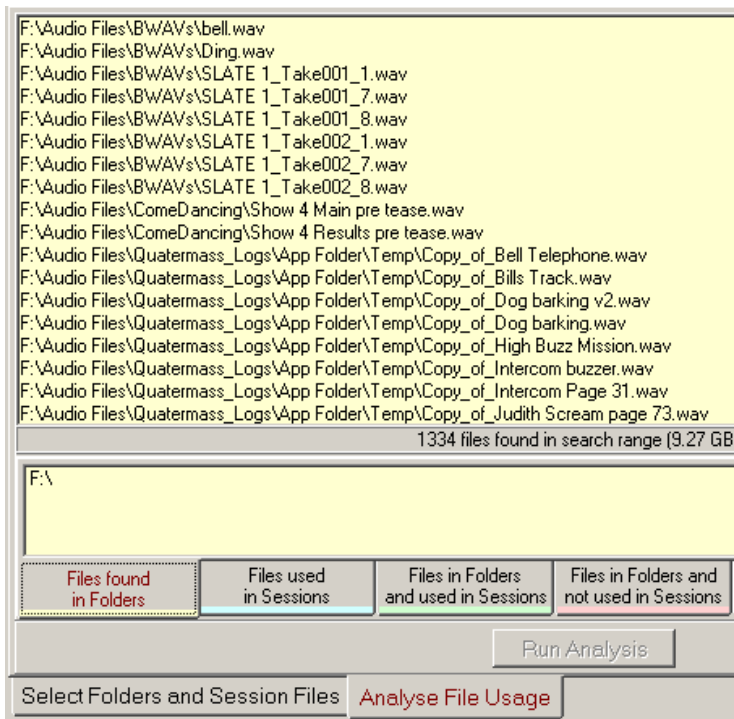 F:\Audio Files\BWAVs\bell.wav
F:\Audio Files\BWAVs\Ding.wav
F:\Audio Files\BWAVs\SLATE 1_Take001_1.wav
F:\Audio Files\BWAVs\SLATE 1_Take001_7.wav
F:\Audio Files\BWAVs\SLATE 1_Take001_8.wav
F:\Audio Files\BWAVs\SLATE 1_Take002_1.wav
F:\Audio Files\BWAVs\SLATE 1_Take002_7.wav
F:\Audio Files\BWAVs\SLATE 1_Take002_8.wav
F:\Audio Files\ComeDancing\Show 4 Main pre tease.wav
F:\Audio Files\ComeDancing\Show 4 Results pre tease.wav
F:\Audio Files\Quatermass_Logs\App Folder\Temp\Copy_of_Bell Telephone.wav
F:\Audio Files\Quatermass_Logs\App Folder\Temp\Copy_of_Bills Track.wav
F:\Audio Files\Quatermass_Logs\App Folder\Temp\Copy_of_Dog barking v2.wav
F:\Audio Files\Quatermass_Logs\App Folder\Temp\Copy_of_Dog barking.wav
F:\Audio Files\Quatermass_Logs\App Folder\Temp\Copy_of_High Buzz Mission.wav
F:\Audio Files\Quatermass_Logs\App Folder\Temp\Copy_of_Intercom buzzer.wav
F:\Audio Files\Quatermass_Logs\App Folder\Temp\Copy_of_Intercom Page 31.wav
F:\Audio Files\Quatermass_Logs\App Folder\Temp\Copy_of_Judith Scream page 73.wav
1334 files found in search range (9.27 GB
F:\
Files found
in Folders
Files used
in Sessions
Files in Folders
and used in Sessions
Files in Folders and
not used in Sessions
Run Analysis
Select Folders and Session Files
Analyse File Usage